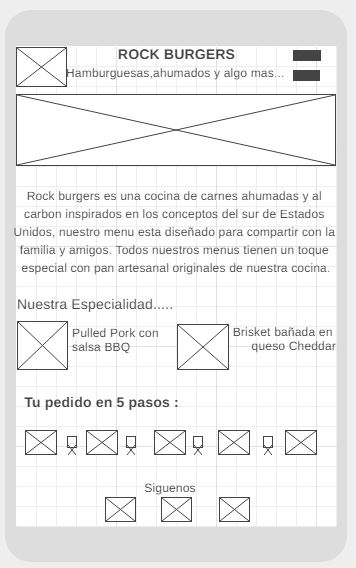 ROCK BURGERS
Hamburguesas,ahumados y algo mas...
Rock burgers es una cocina de carnes ahumadas y al
carbon inspirados en los conceptos del sur de Estados
Unidos, nuestro menu esta diseñado para compartir con la
familia y amigos. Todos nuestros menus tienen un toque
especial con pan artesanal originales de nuestra cocina.
Nuestra Especialidad.....
Pulled Pork con
salsa BBQ
Brisket bañada en
queso Cheddar
Tu pedido en 5 pasos :
Siguenos